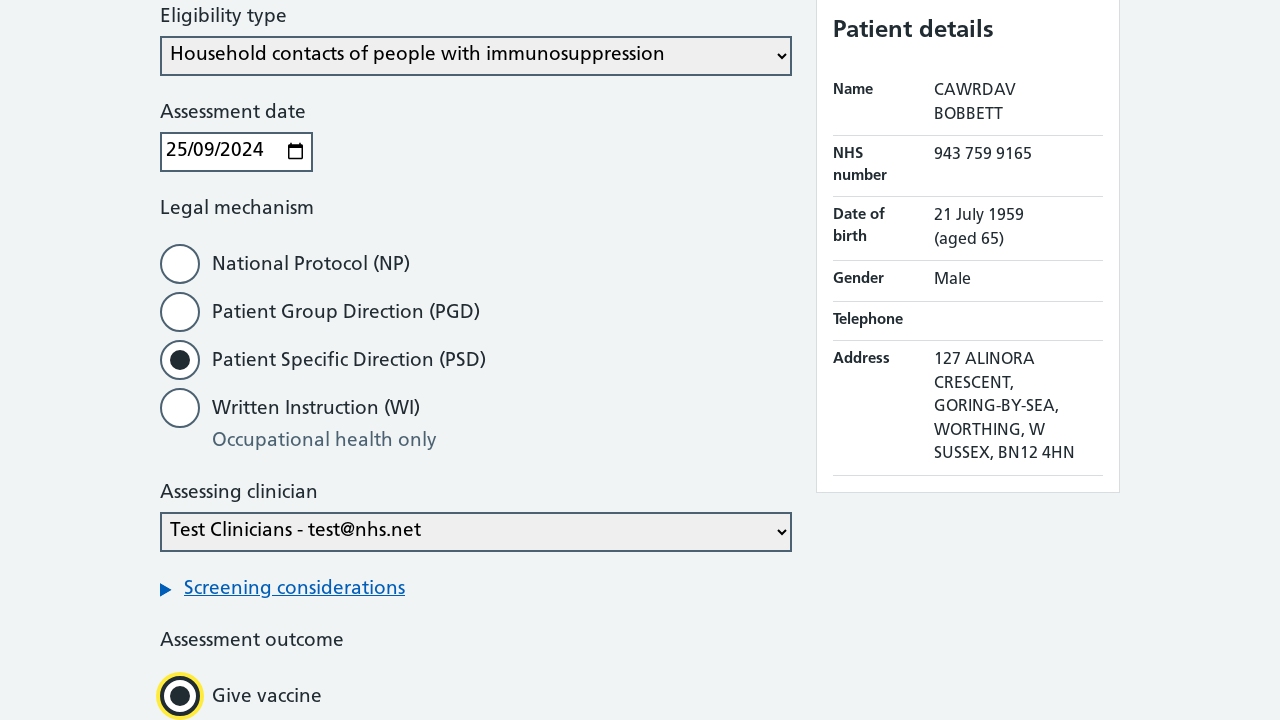 Eligibility type
Household contacts of people with immunosuppression
Assessment date
25/09/2024
Legal mechanism
National Protocol (NP)
Patient Group Direction (PGD)
Patient Specific Direction (PSD)
Written Instruction (WI)
Occupational health only
Assessing clinician
Test Clinicians - test@nhs.net
Screening considerations
Assessment outcome
Give vaccine
Patient details
Name
CAWRDAV
BOBBETT
NHS
number
943 759 9165
Date of
birth
21 July 1959
(aged 65)
Gender
Male
Telephone
Address
127 ALINORA
CRESCENT,
GORING-BY-SEA,
WORTHING, W
SUSSEX, BN12 4HN